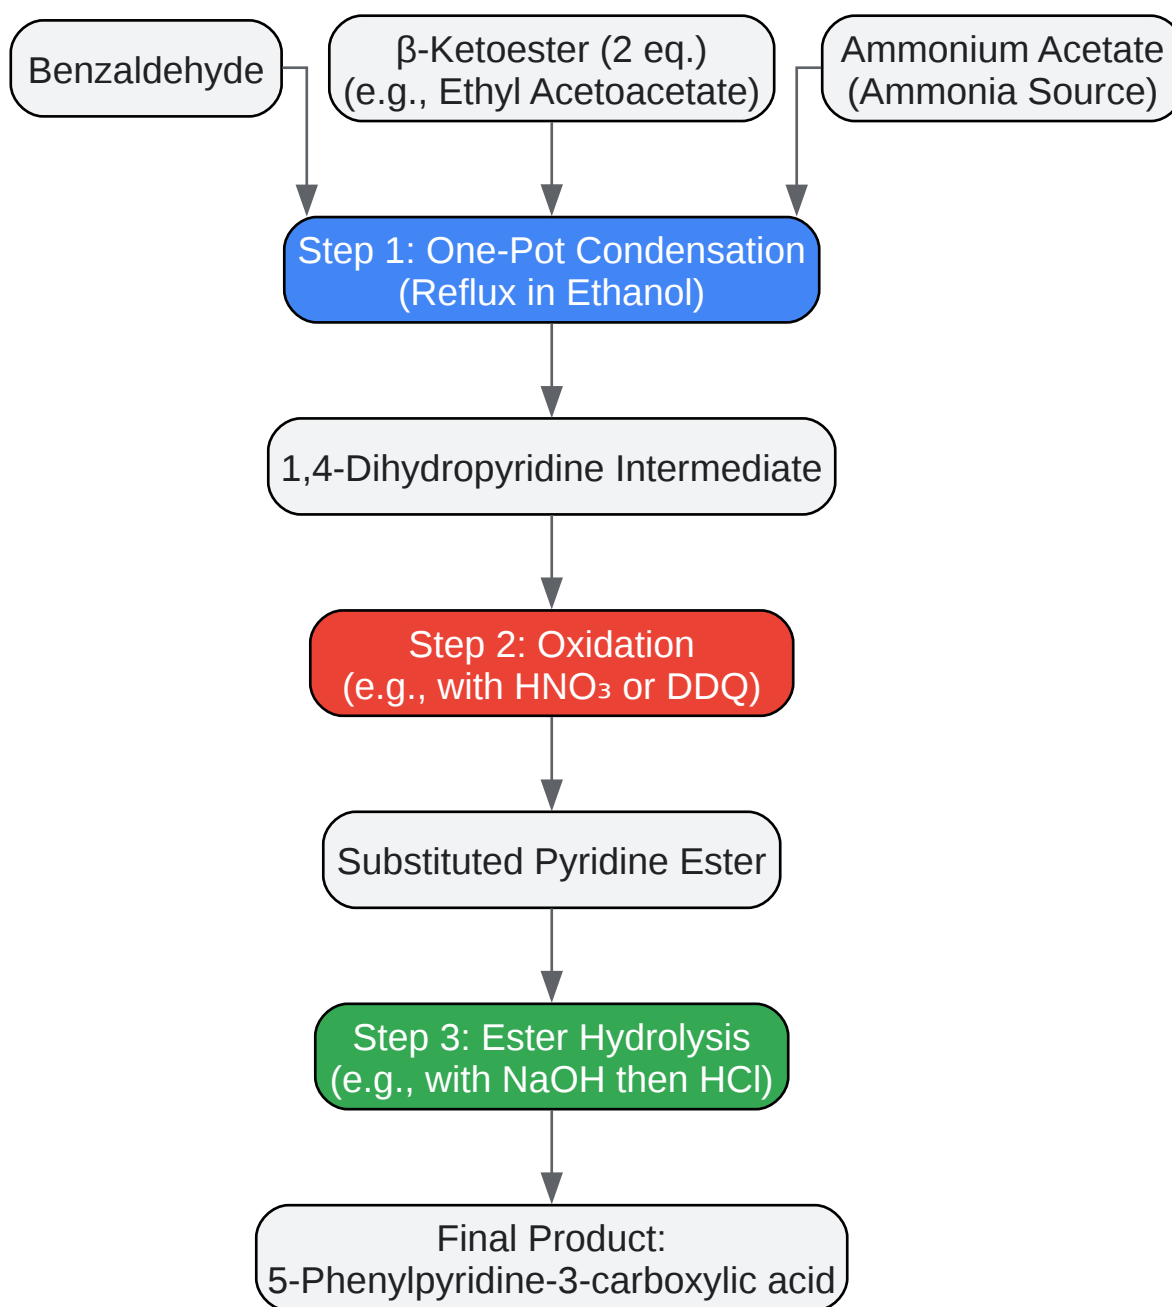 Benzaldehyde
β-Ketoester (2 eq.)
(e.g., Ethyl Acetoacetate)
Ammonium Acetate
(Ammonia Source)
Step 1: One-Pot Condensation
(Reflux in Ethanol)
1,4-Dihydropyridine Intermediate
Step 2: Oxidation
(e.g., with HNO₃ or DDQ)
Substituted Pyridine Ester
Step 3: Ester Hydrolysis
(e.g., with NaOH then HCl)
Final Product:
5-Phenylpyridine-3-carboxylic acid